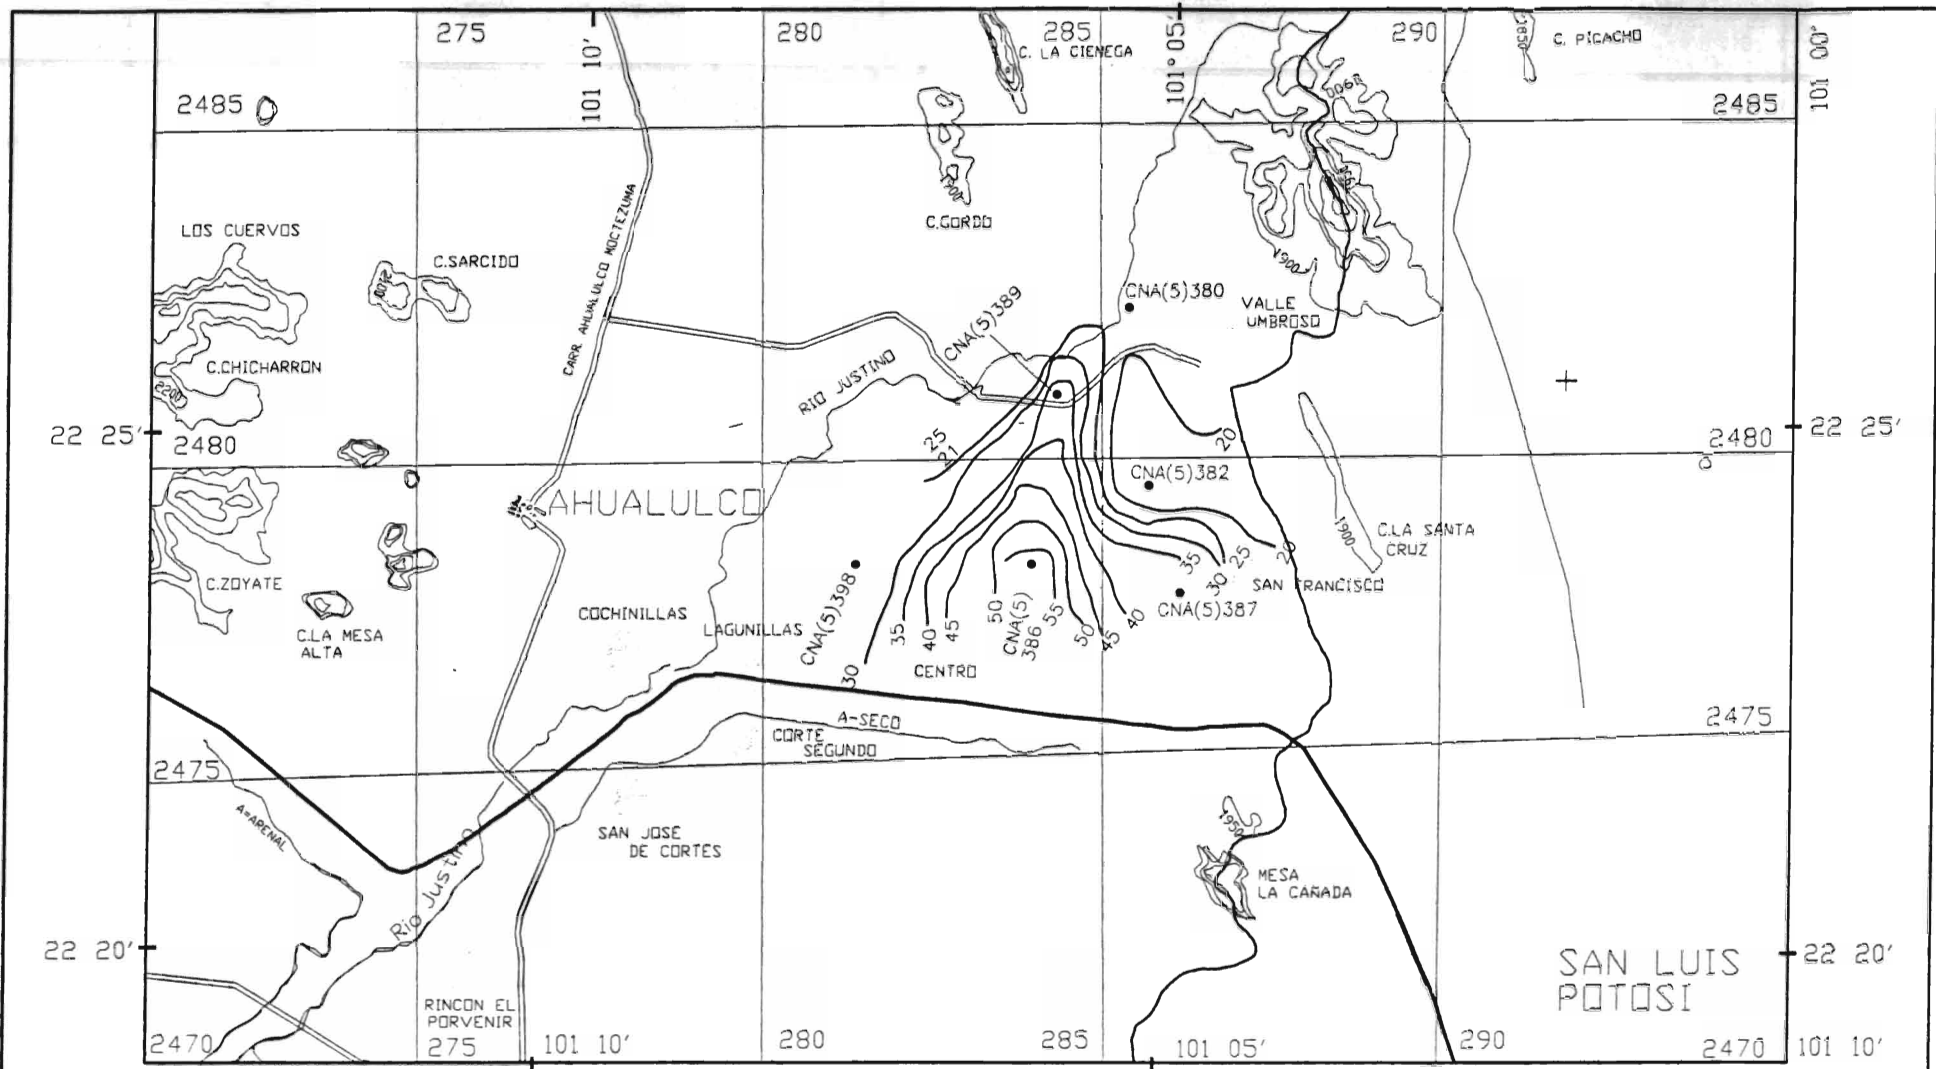 275
101 10'
280
285
101° 05'
290
101 00'
C. PICACHO
1850
C. LA CIENEGA
2485
2485
1900
C.GORDO
CARR. AHUALULCO MOCTEZUMA
LOS CUERVOS
C.SARCIDO
1900
CNA(5)380
CNA(5)389
VALLE
UMBROSO
C.CHICHARRON
2200
RIO JUSTINO
22 25'
2480
25
21
20
2480
22 25'
CNA(5)382
AHUALULCO
1900
C.LA SANTA
CRUZ
35
30
25
20
SAN FRANCISCO
C.ZOYATE
COCHINILLAS
LAGUNILLAS
CNA(5)398
CNA(5)387
C.LA MESA
ALTA
30
35
40
45
50
CNA(5)
386
55
50
45
40
CENTRO
2475
A-SECO
CORTE
SEGUNDO
2475
A=ARENAL
SAN JOSE
DE CORTES
Rio Justino
1950
MESA
LA CAÑADA
22 20'
SAN LUIS
POTOSI
22 20'
RINCON EL
PORVENIR
2470
275
101 10'
280
285
101 05'
290
2470
101 10'